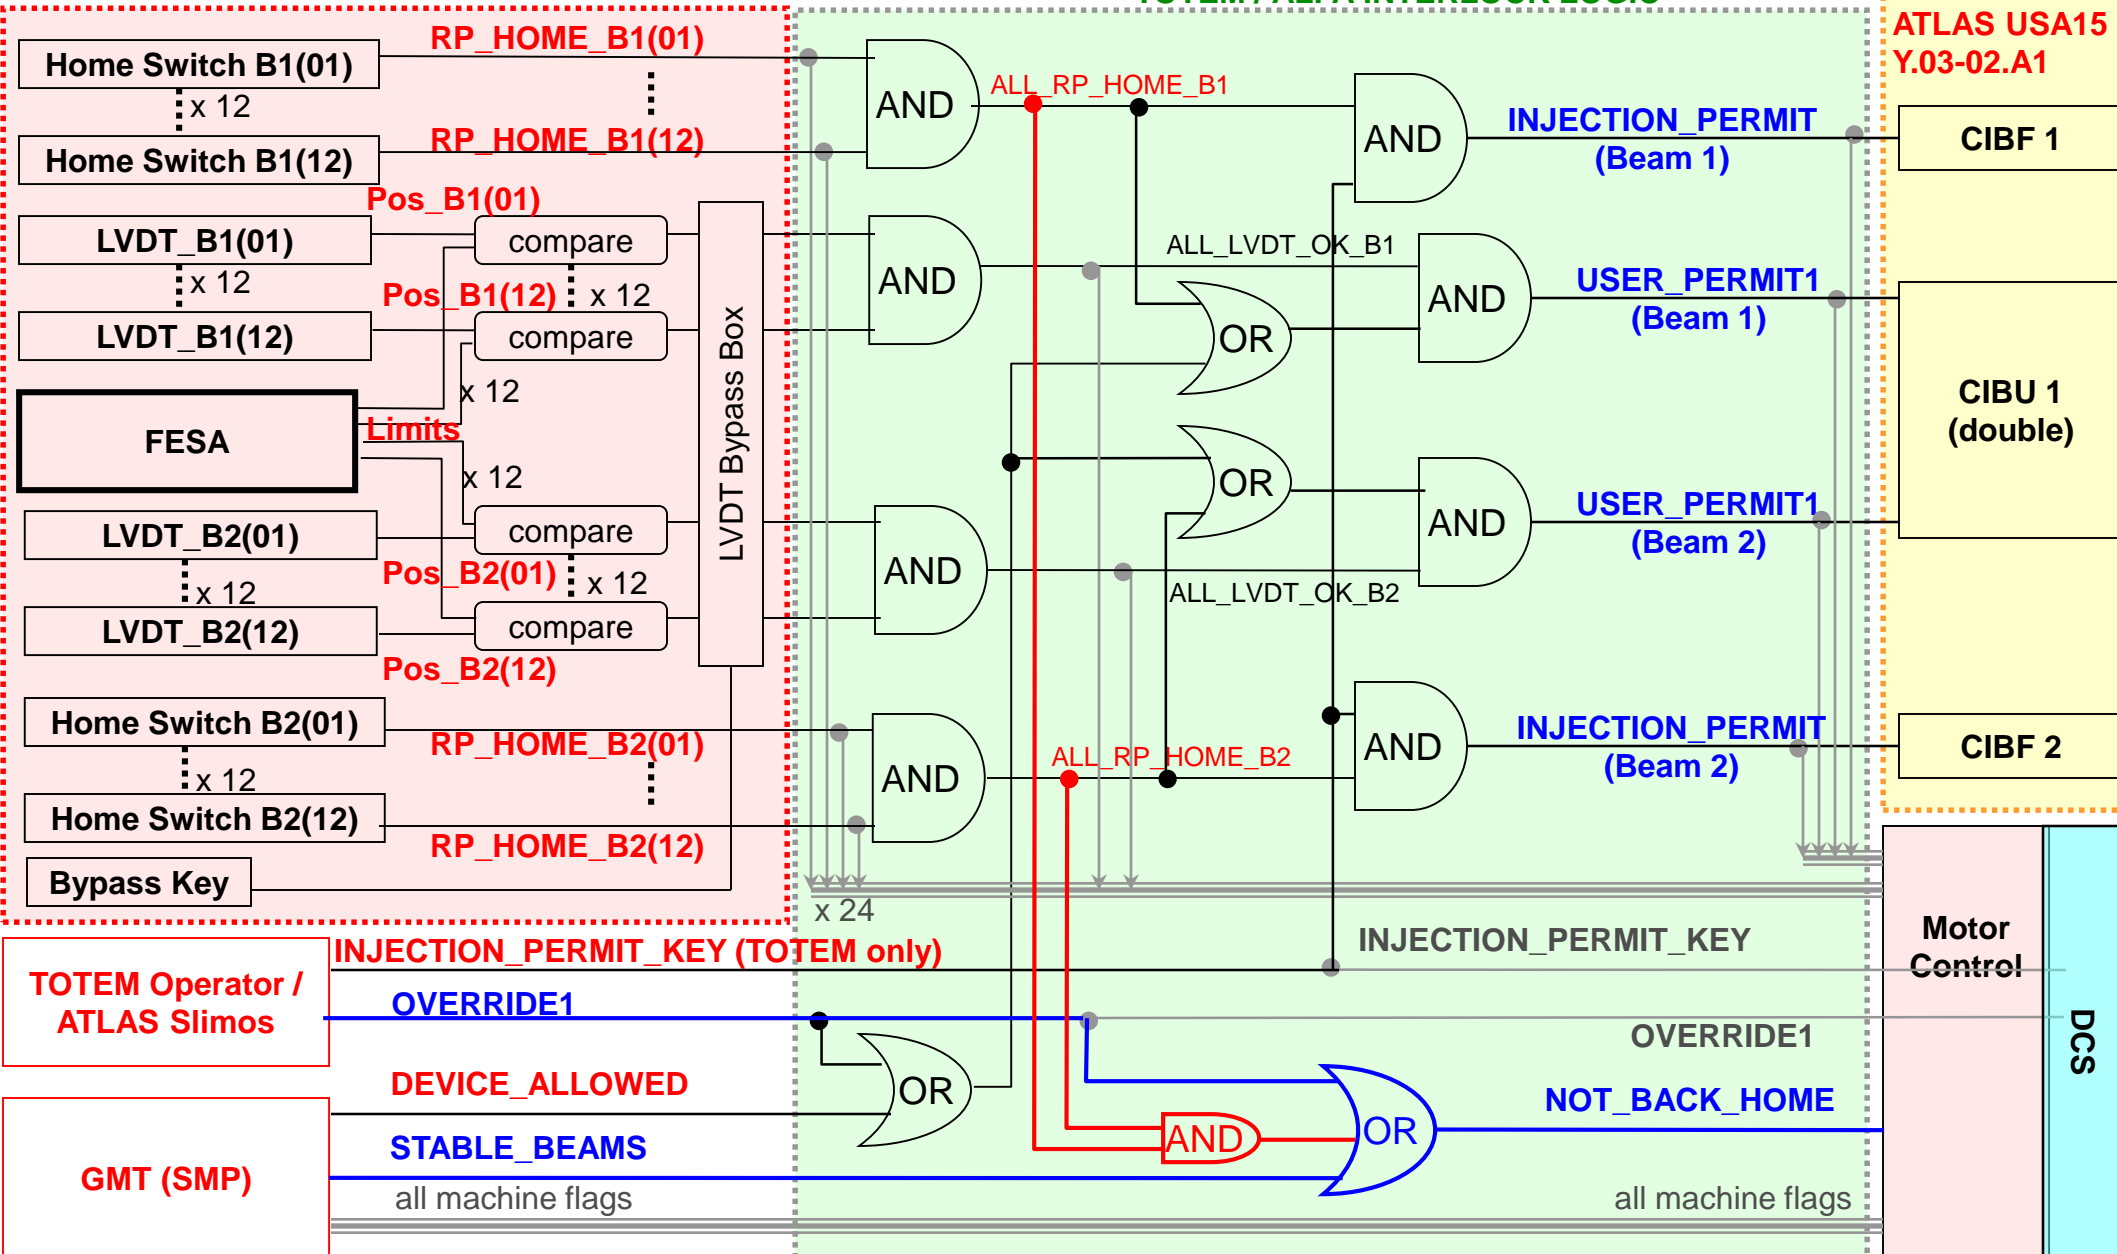 TOTEM / ALFA INTERLOCK LOGIC
Home Switch B1(01)
x 12
Home Switch B1(12)
RP_HOME_B1(01)
RP_HOME_B1(12)
Pos_B1(01)
LVDT_B1(01)
x 12
LVDT_B1(12)
Pos_B1(12)
compare
x 12
compare
x 12
FESA
Limits
x 12
LVDT_B2(01)
x 12
LVDT_B2(12)
compare
Pos_B2(01)
x 12
compare
Pos_B2(12)
LVDT Bypass Box
Home Switch B2(01)
x 12
Home Switch B2(12)
RP_HOME_B2(01)
RP_HOME_B2(12)
Bypass Key
AND
ALL_RP_HOME_B1
AND
INJECTION_PERMIT
(Beam 1)
AND
ALL_LVDT_OK_B1
OR
AND
USER_PERMIT1
(Beam 1)
OR
AND
USER_PERMIT1
(Beam 2)
AND
ALL_LVDT_OK_B2
AND
ALL_RP_HOME_B2
AND
INJECTION_PERMIT
(Beam 2)
x 24
ATLAS USA15
Y.03-02.A1
CIBF 1
CIBU 1
(double)
CIBF 2
Motor
Control
DCS
TOTEM Operator /
ATLAS Slimos
INJECTION_PERMIT_KEY (TOTEM only)
INJECTION_PERMIT_KEY
OVERRIDE1
OVERRIDE1
OR
DEVICE_ALLOWED
STABLE_BEAMS
AND
OR
NOT_BACK_HOME
GMT (SMP)
all machine flags
all machine flags